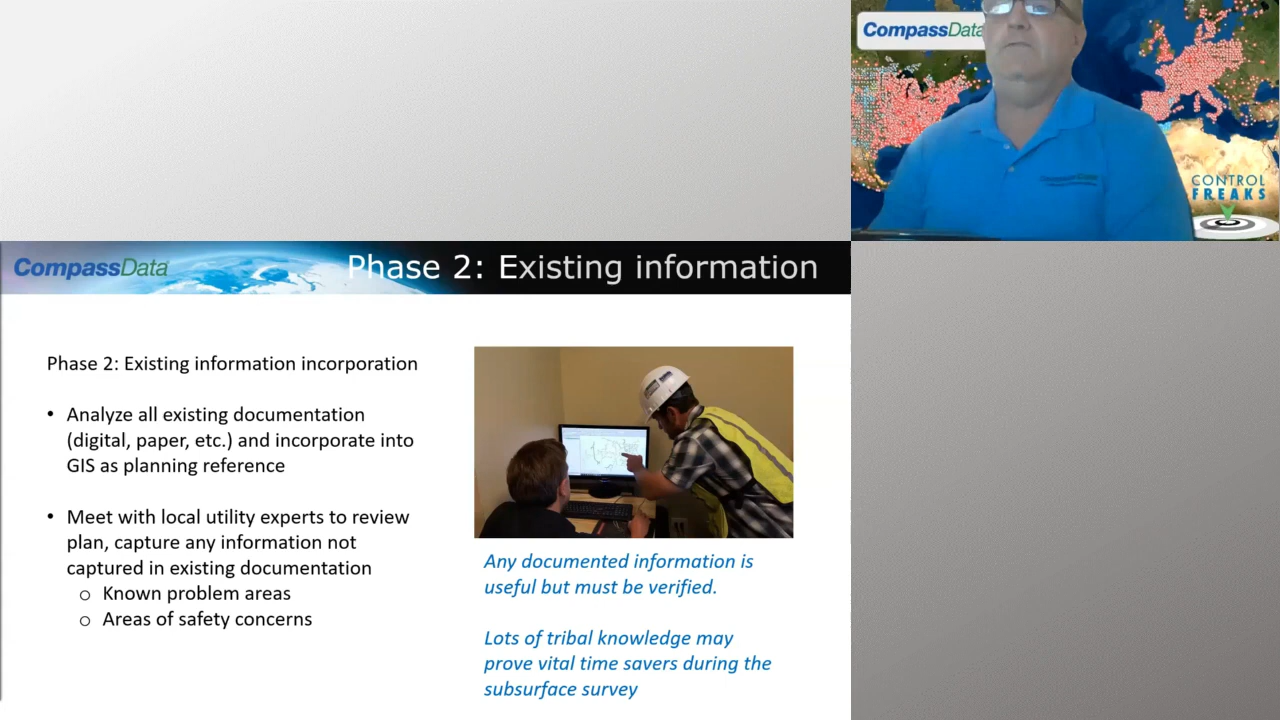 CompassData
CONTROL
FREAKS
CompassData
Phase 2: Existing information
Phase 2: Existing information incorporation
• Analyze all existing documentation
(digital, paper, etc.) and incorporate into
GIS as planning reference
• Meet with local utility experts to review
plan, capture any information not
captured in existing documentation
o Known problem areas
o Areas of safety concerns
Any documented information is
useful but must be verified.
Lots of tribal knowledge may
prove vital time savers during the
subsurface survey